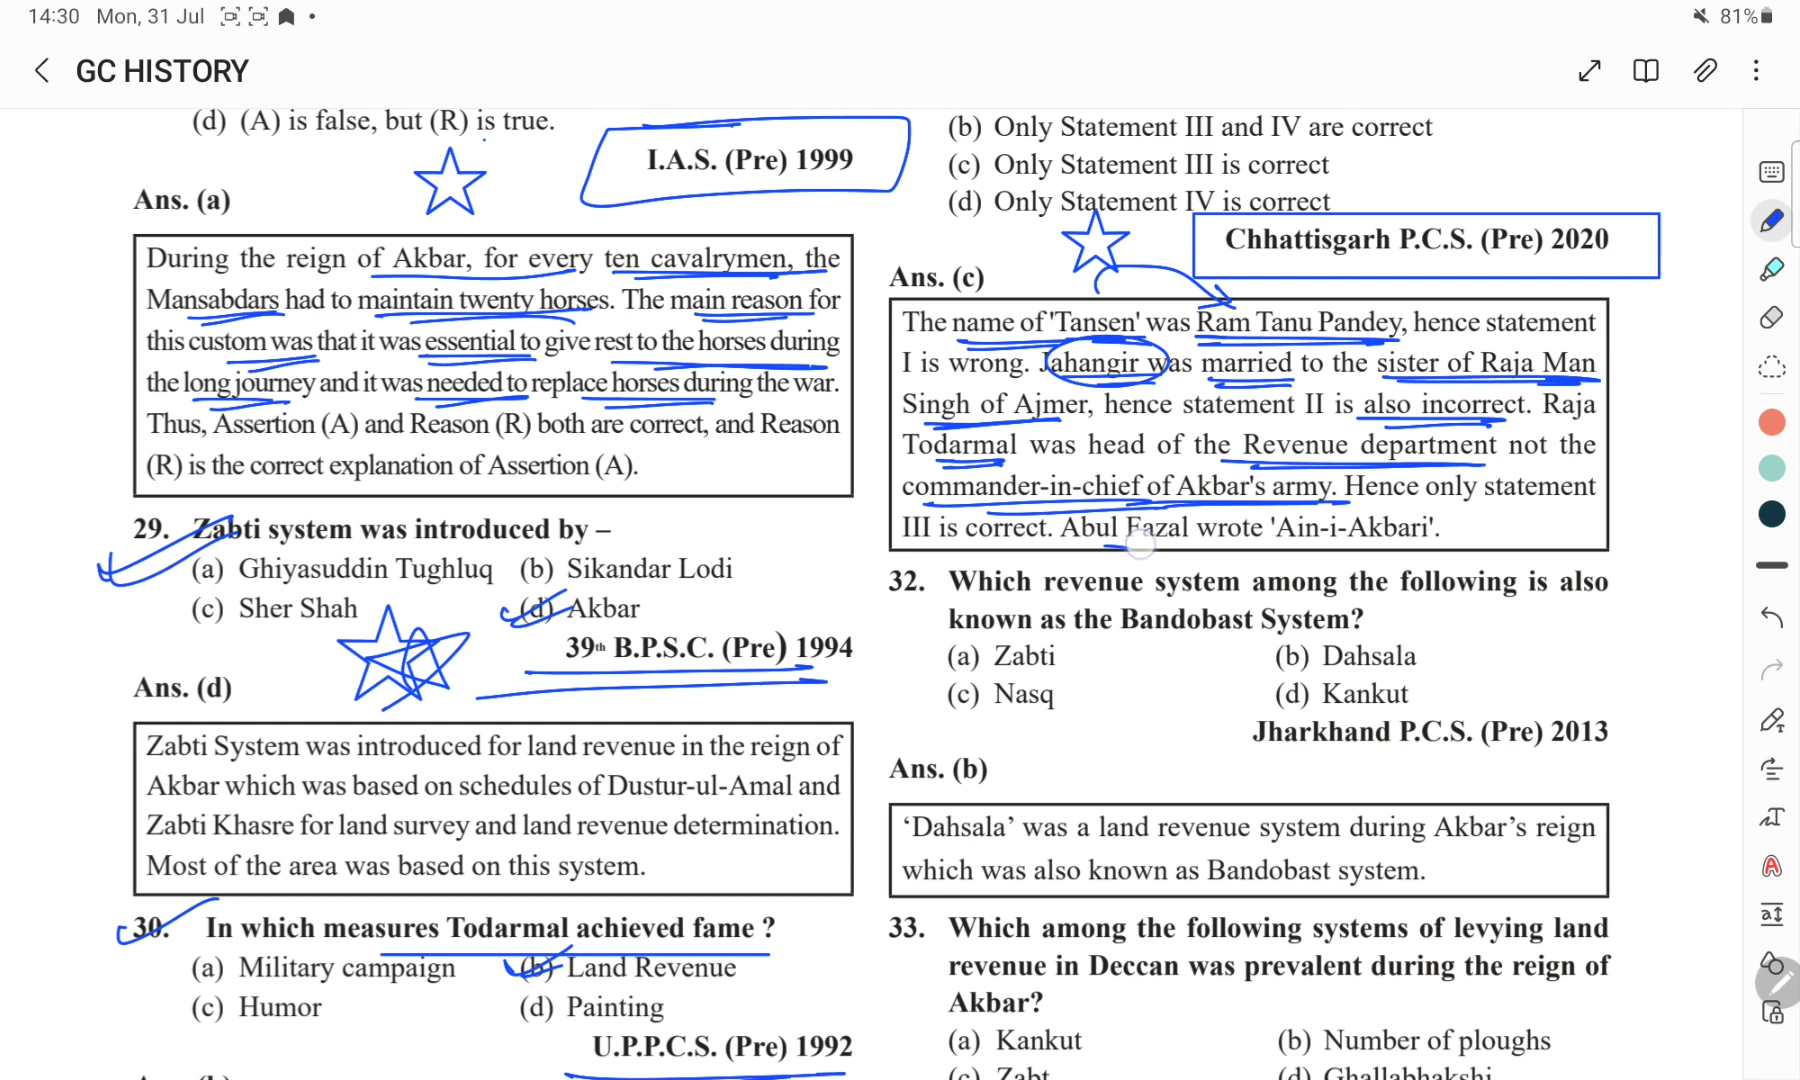 14:30 Mon, 31 Jul
81%
GC HISTORY
(d) (A) is false, but (R) is true.
I.A.S. (Pre) 1999
Ans. (a)
During the reign of Akbar, for every ten cavalrymen, the
Mansabdars had to maintain twenty horses. The main reason for
this custom was that it was essential to give rest to the horses during
the long journey and it was needed to replace horses during the war.
Thus, Assertion (A) and Reason (R) both are correct, and Reason
(R) is the correct explanation of Assertion (A).
29. Zabti system was introduced by –
(a) Ghiyasuddin Tughluq (b) Sikandar Lodi
(c) Sher Shah (d) Akbar
39th B.P.S.C. (Pre) 1994
Ans. (d)
Zabti System was introduced for land revenue in the reign of
Akbar which was based on schedules of Dustur-ul-Amal and
Zabti Khasre for land survey and land revenue determination.
Most of the area was based on this system.
30. In which measures Todarmal achieved fame ?
(a) Military campaign (b) Land Revenue
(c) Humor (d) Painting
U.P.P.C.S. (Pre) 1992
(b) Only Statement III and IV are correct
(c) Only Statement III is correct
(d) Only Statement IV is correct
Chhattisgarh P.C.S. (Pre) 2020
Ans. (c)
The name of 'Tansen' was Ram Tanu Pandey, hence statement
I is wrong. Jahangir was married to the sister of Raja Man
Singh of Ajmer, hence statement II is also incorrect. Raja
Todarmal was head of the Revenue department not the
commander-in-chief of Akbar's army. Hence only statement
III is correct. Abul Fazal wrote 'Ain-i-Akbari'.
32. Which revenue system among the following is also
known as the Bandobast System?
(a) Zabti (b) Dahsala
(c) Nasq (d) Kankut
Jharkhand P.C.S. (Pre) 2013
Ans. (b)
‘Dahsala’ was a land revenue system during Akbar’s reign
which was also known as Bandobast system.
33. Which among the following systems of levying land
revenue in Deccan was prevalent during the reign of
Akbar?
(a) Kankut (b) Number of ploughs
(c) Zabt (d) Ghallabhakshi